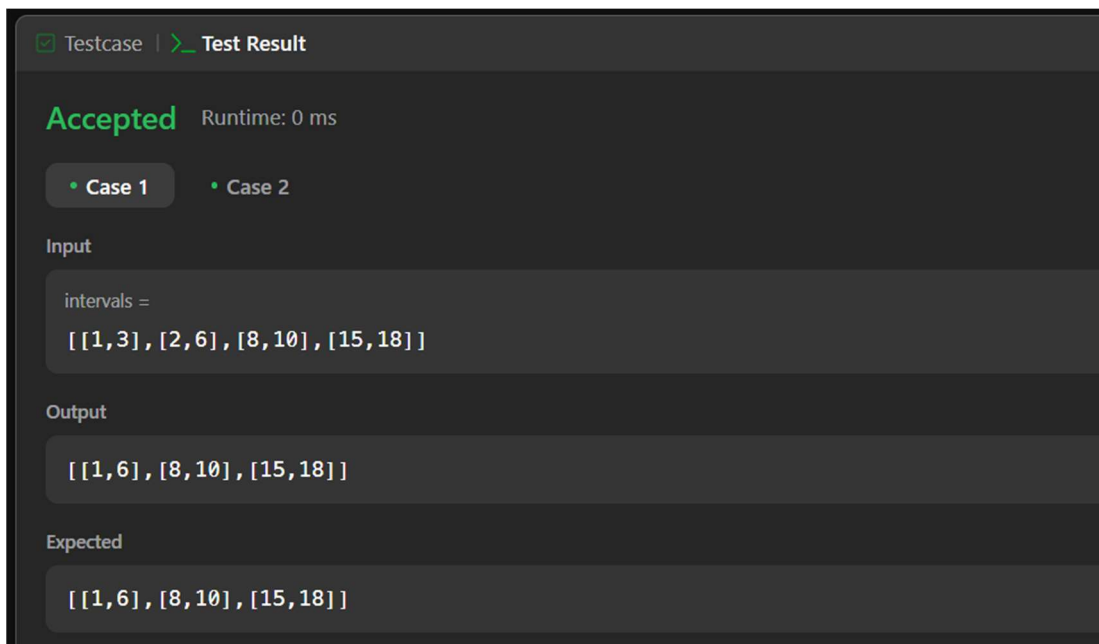 Testcase | >_ Test Result
Accepted Runtime: 0 ms
• Case 1 • Case 2
Input
intervals =
[[1,3],[2,6],[8,10],[15,18]]
Output
[[1,6],[8,10],[15,18]]
Expected
[[1,6],[8,10],[15,18]]